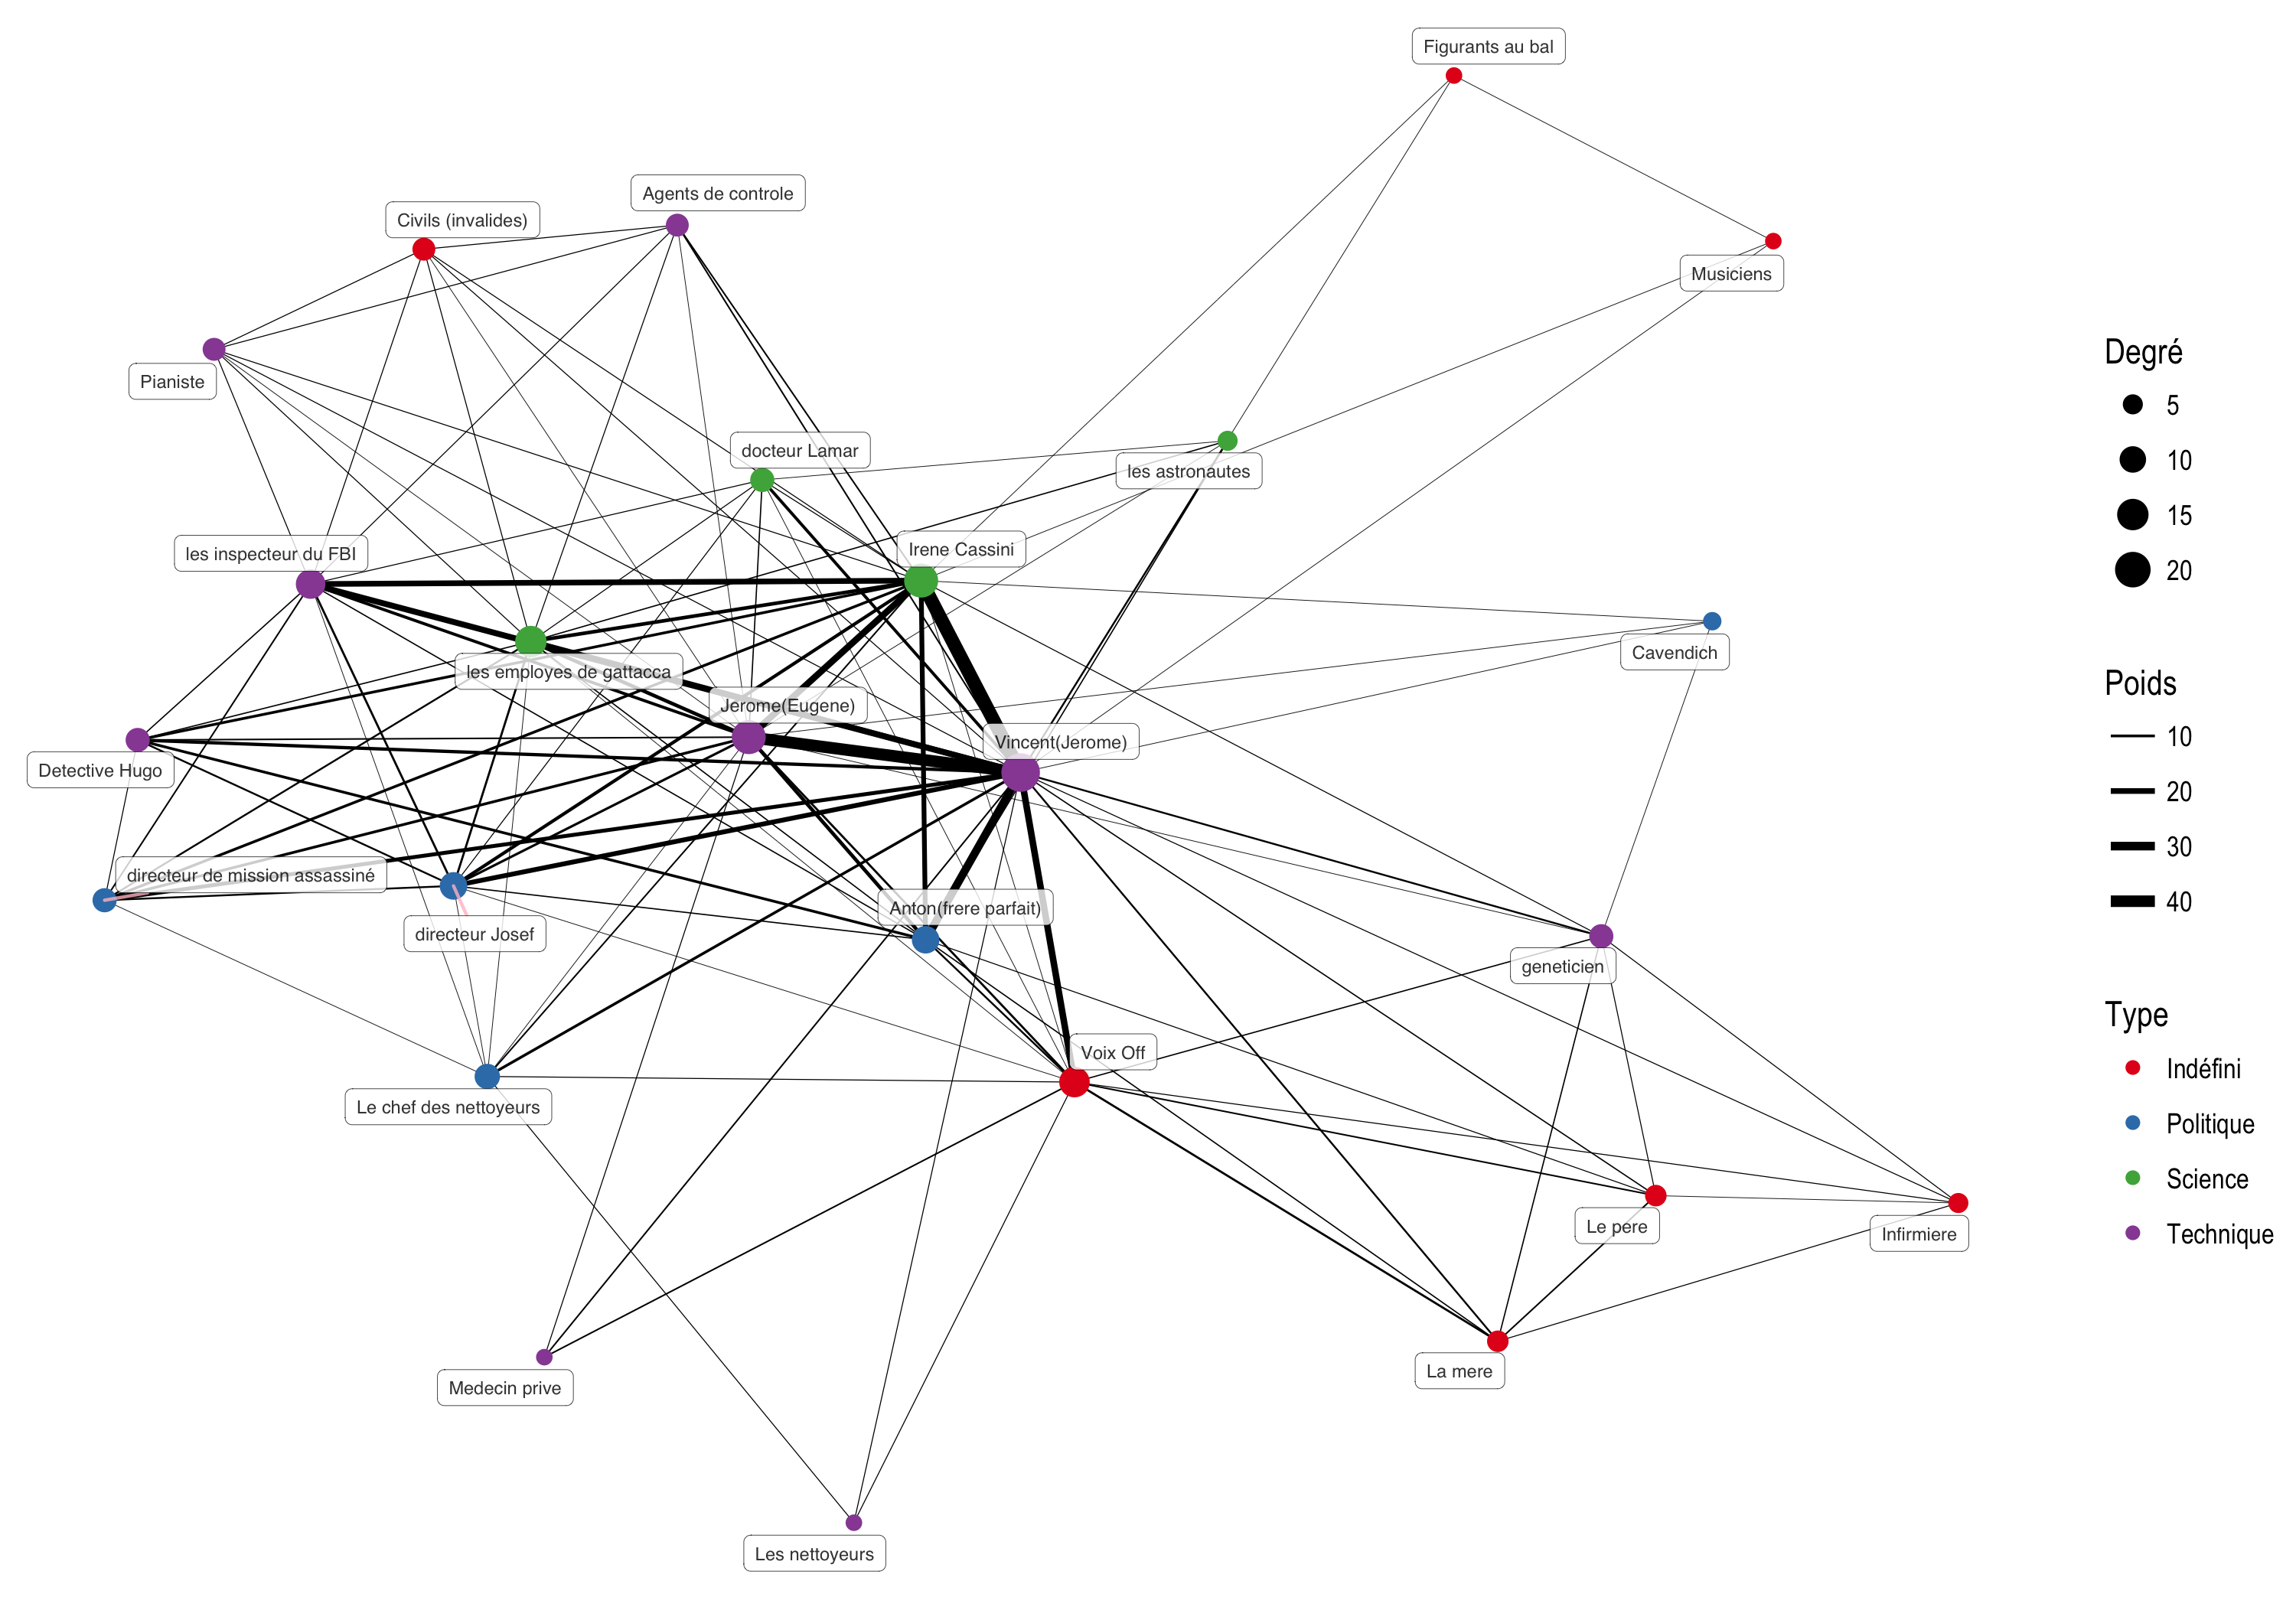 Figurants au bal
Agents de controle
Civils (invalides)
Musiciens
Pianiste
docteur Lamar
les astronautes
les inspecteur du FBI
Irene Cassini
Cavendich
les employes de gattacca
Jerome(Eugene)
Vincent(Jerome)
Detective Hugo
directeur de mission assassiné
directeur Josef
Anton(frere parfait)
geneticien
Voix Off
Le chef des nettoyeurs
Le pere
Infirmiere
La mere
Medecin prive
Les nettoyeurs
Degré
5
10
15
20
Poids
10
20
30
40
Type
Indéfini
Politique
Science
Technique